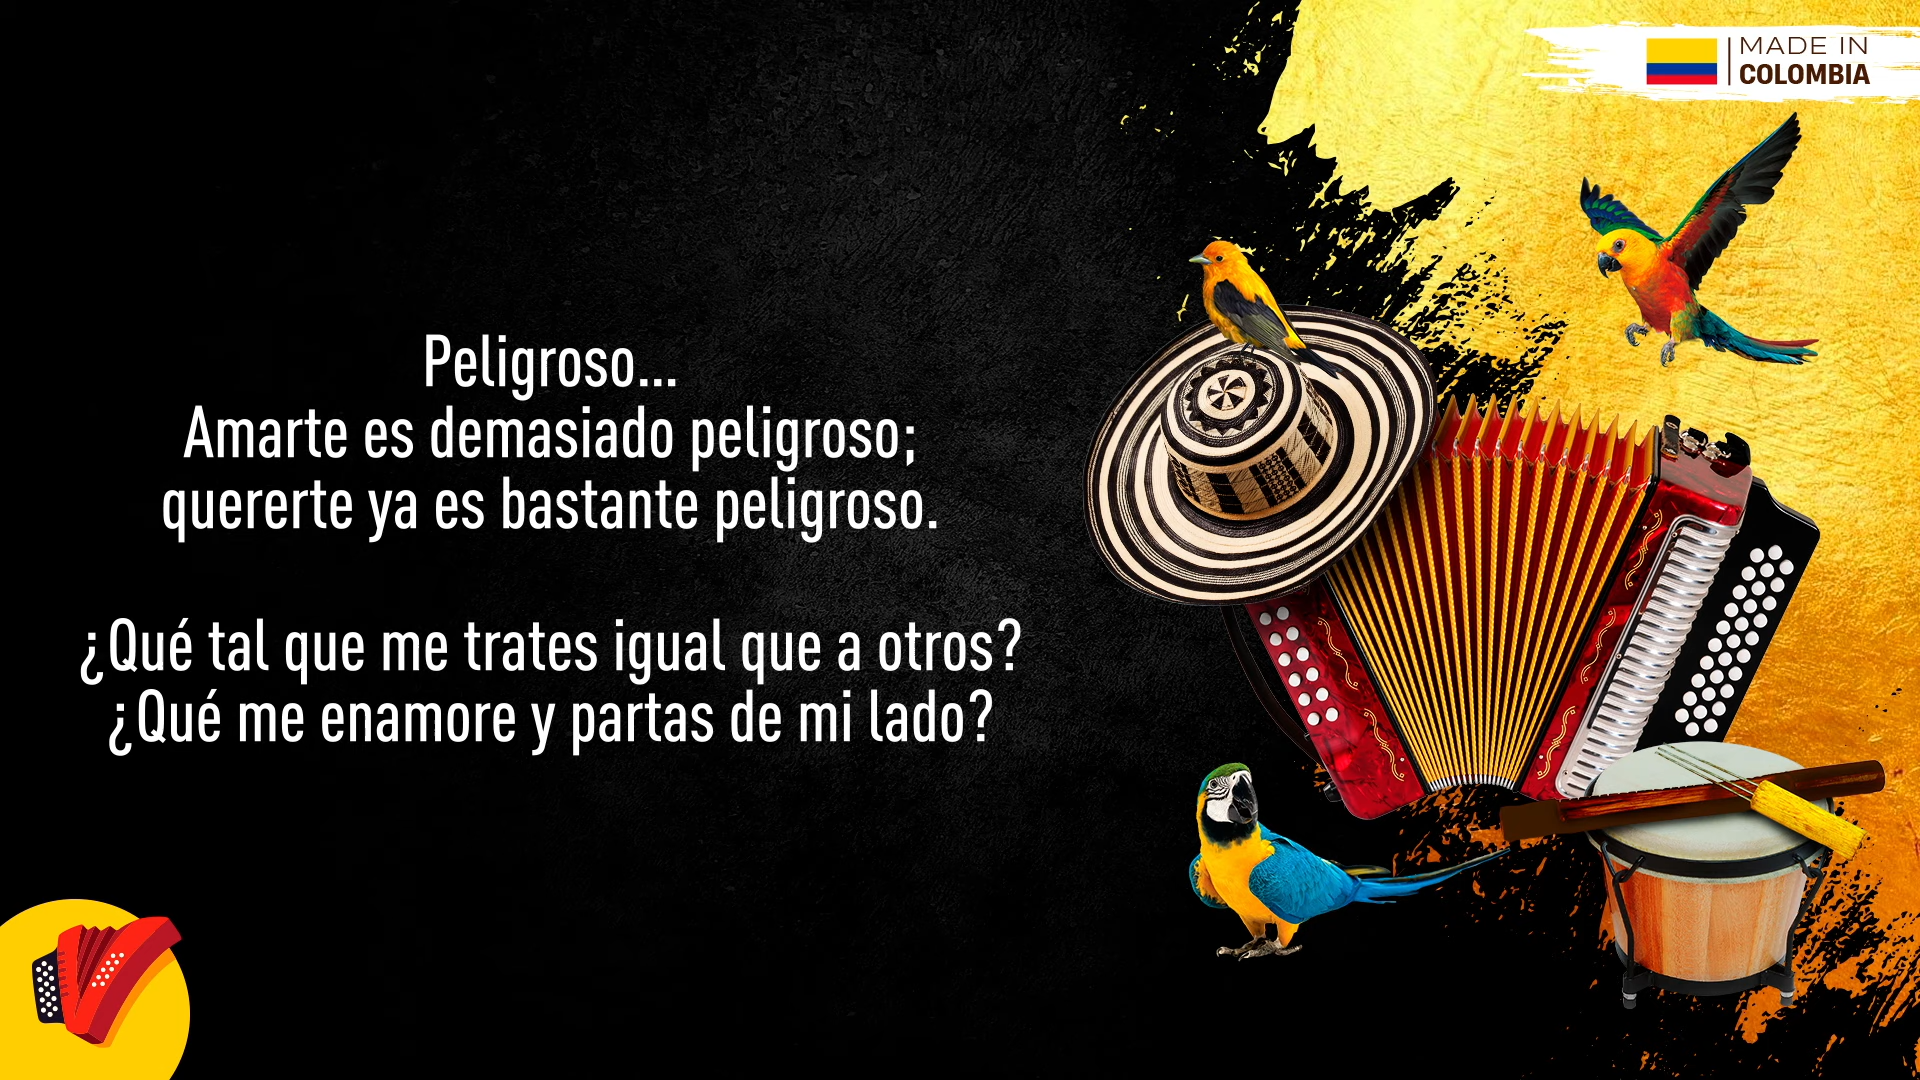 MADE IN
COLOMBIA
Peligroso...
Amarte es demasiado peligroso;
quererte ya es bastante peligroso.
¿Qué tal que me trates igual que a otros?
¿Qué me enamore y partas de mi lado?